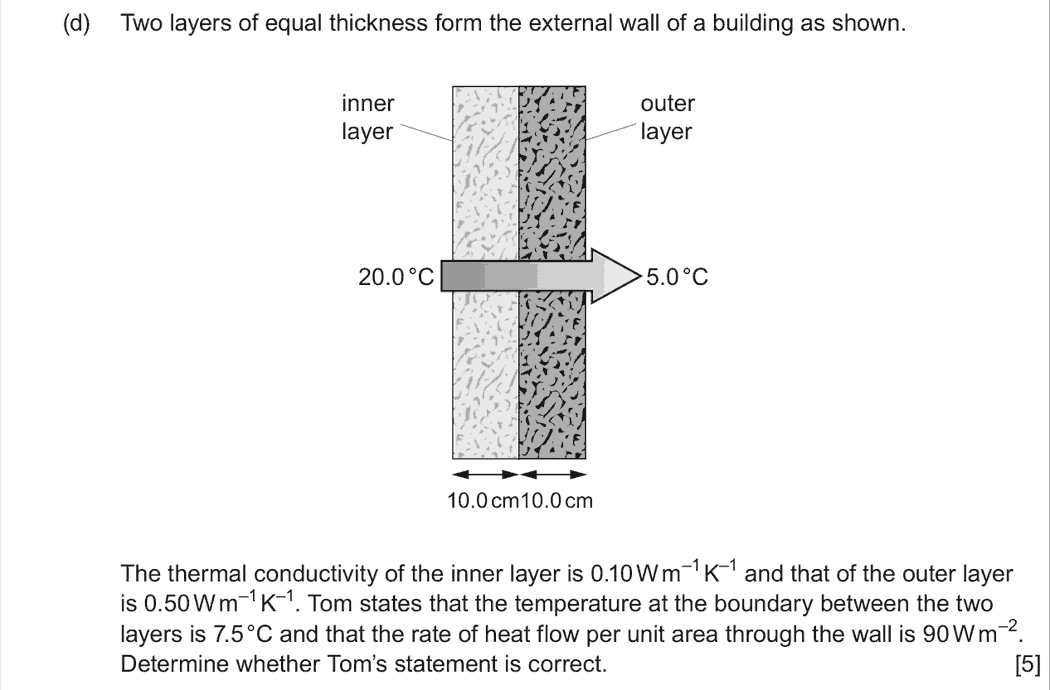 (d) Two layers of equal thickness form the external wall of a building as shown.
inner
layer
outer
layer
20.0 °C
5.0 °C
10.0 cm 10.0 cm
The thermal conductivity of the inner layer is 0.10 W m⁻¹ K⁻¹ and that of the outer layer
is 0.50 W m⁻¹ K⁻¹. Tom states that the temperature at the boundary between the two
layers is 7.5 °C and that the rate of heat flow per unit area through the wall is 90 W m⁻².
Determine whether Tom’s statement is correct. [5]